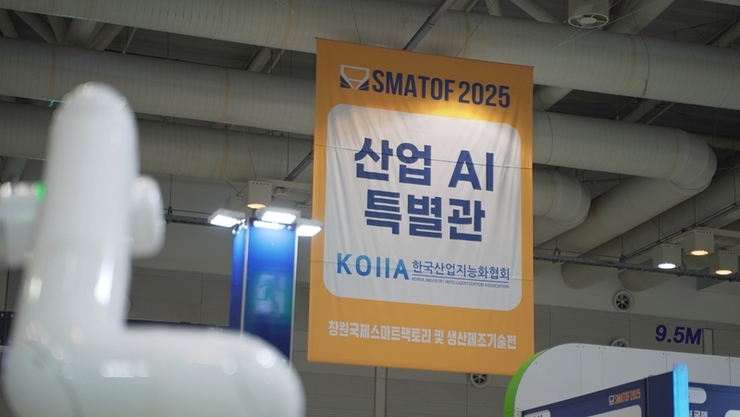 SMATOF 2025
산업 AI
특별관
KOIIA 한국산업지능화협회
KOREA INDUSTRY INTELLIGENTIZATION ASSOCIATION
창원국제스마트팩토리 및 생산제조기술전
9.5M
SMATOF 2025